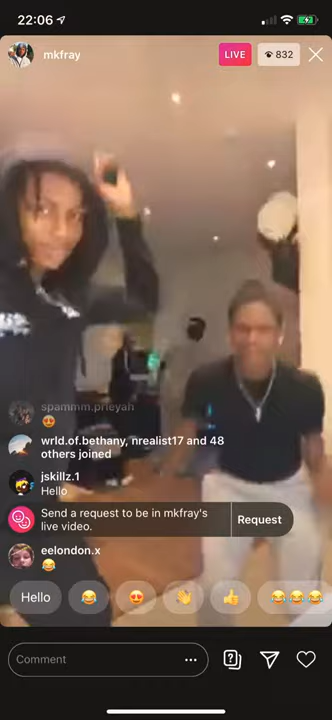 22:06
mkfray
LIVE
832
spammm.prieyah
😍
wrld.of.bethany, nrealist17 and 48
others joined
jskillz.1
Hello
Send a request to be in mkfray's
live video.
Request
eelondon.x
😂
Hello 😂 😍 👋 👍 😂😂😂
Comment